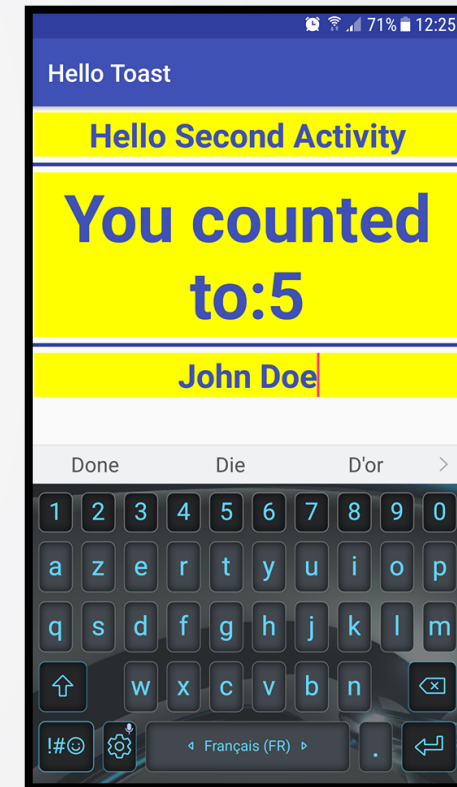 71% 12:25
Hello Toast
Hello Second Activity
You counted
to:5
John Doe
Done Die D'or
1 2 3 4 5 6 7 8 9 0
a z e r t y u i o p
q s d f g h j k l m
w x c v b n
!#☺ Français (FR) .